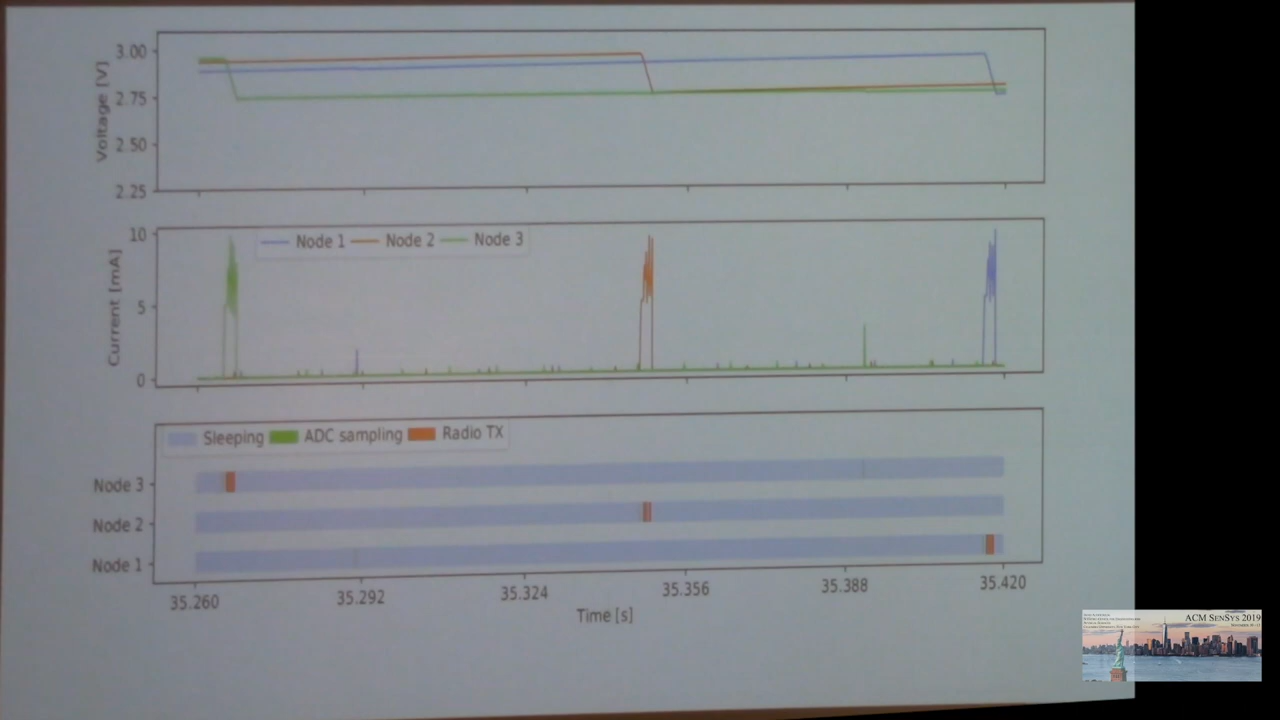 Voltage [V]
3.00
2.75
2.50
2.25
Current [mA]
10
5
0
Node 1 Node 2 Node 3
Sleeping ADC sampling Radio TX
Node 3
Node 2
Node 1
35.260 35.292 35.324 35.356 35.388 35.420
Time [s]
ACM SENSYS 2019